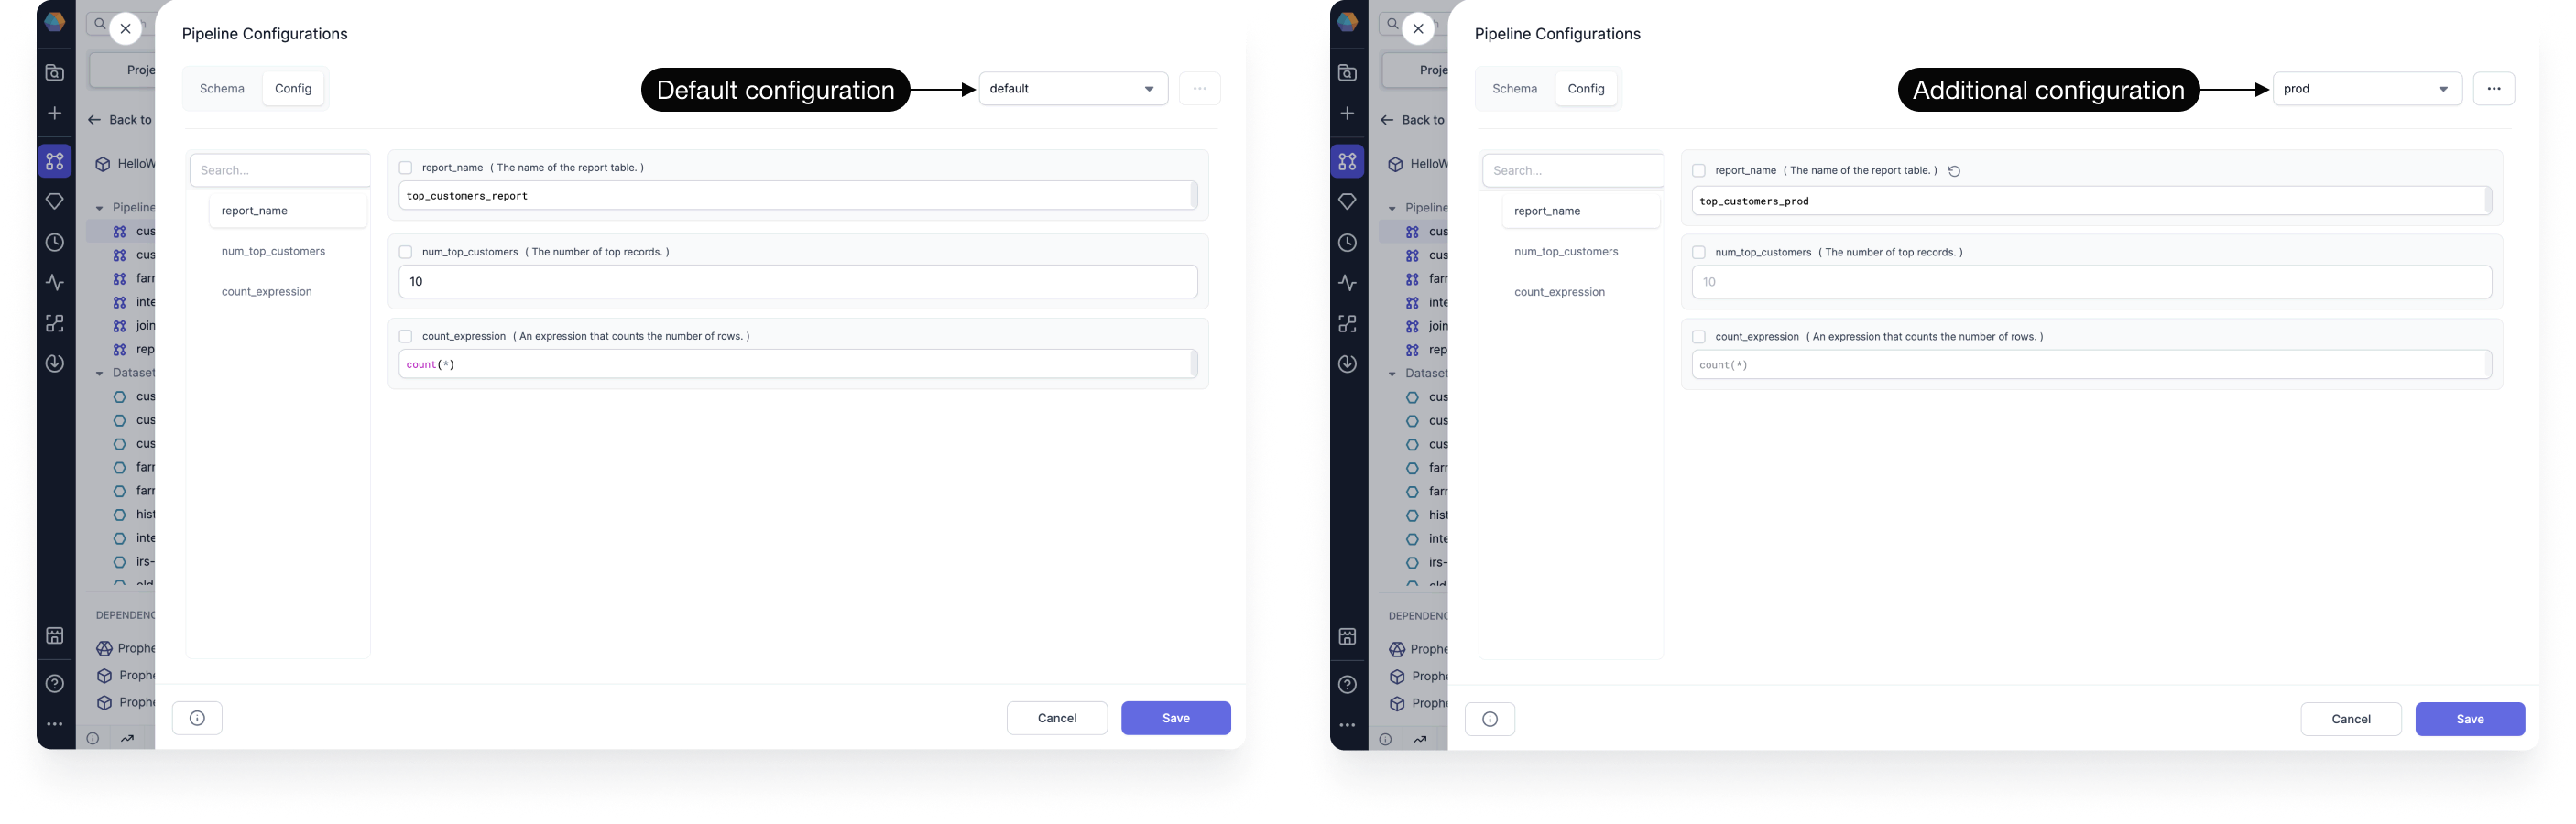 Pipeline Configurations
Schema
Config
Default configuration
default
Proje
Back to
HelloW
Pipeline
cus
cus
farr
inte
join
rep
Dataset
cus
cus
cus
farr
farr
hist
inte
irs-
old
DEPENDENC
Prophe
Prophe
Prophe
Search...
report_name
num_top_customers
count_expression
report_name ( The name of the report table. )
top_customers_report
num_top_customers ( The number of top records. )
10
count_expression ( An expression that counts the number of rows. )
count(*)
Cancel
Save
Pipeline Configurations
Schema
Config
Additional configuration
prod
Proje
Back to
HelloW
Pipeline
cus
cus
farr
inte
join
rep
Dataset
cus
cus
cus
farr
farr
hist
inte
irs-
old
DEPENDENC
Prophe
Prophe
Prophe
Search...
report_name
num_top_customers
count_expression
report_name ( The name of the report table. )
top_customers_prod
num_top_customers ( The number of top records. )
10
count_expression ( An expression that counts the number of rows. )
count(*)
Cancel
Save